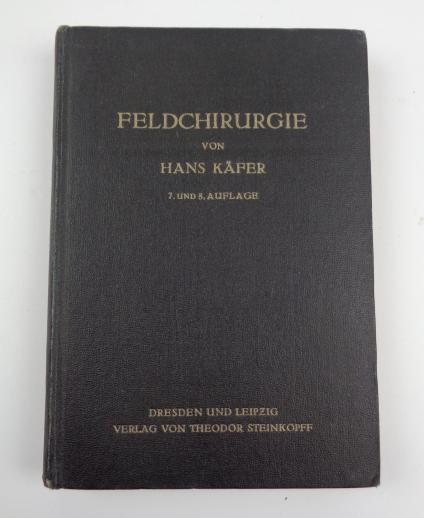 FELDCHIRURGIE
VON
HANS KÄFER
7. UND 8. AUFLAGE
DRESDEN UND LEIPZIG
VERLAG VON THEODOR STEINKOPFF